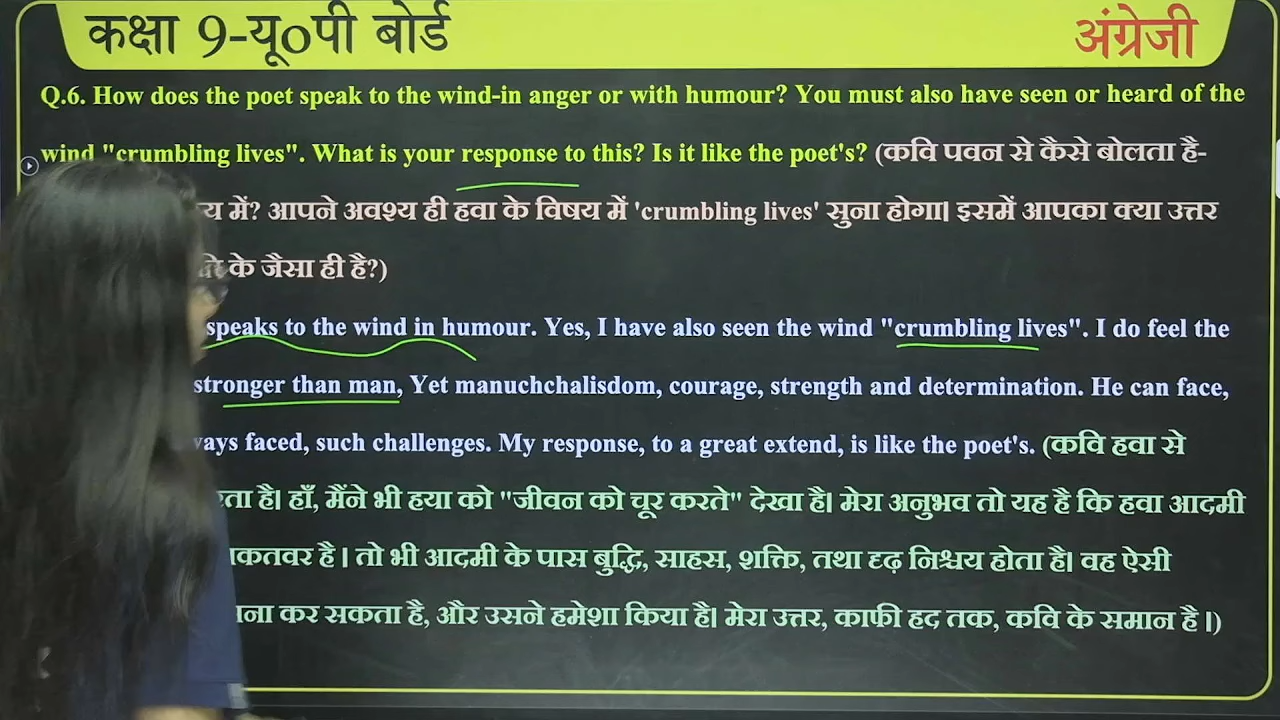 कक्षा 9-यू0पी बोर्ड
अंग्रेजी
Q.6. How does the poet speak to the wind-in anger or with humour? You must also have seen or heard of the
wind "crumbling lives". What is your response to this? Is it like the poet's? (कवि पवन से कैसे बोलता है-
में? आपने अवश्य ही हवा के विषय में 'crumbling lives' सुना होगा। इसमें आपका क्या उत्तर
के जैसा ही है?)
speaks to the wind in humour. Yes, I have also seen the wind "crumbling lives". I do feel the
stronger than man, Yet manuchchalisdom, courage, strength and determination. He can face,
faced, such challenges. My response, to a great extend, is like the poet's. (कवि हवा से
है। हाँ, मैंने भी हया को "जीवन को चूर करते" देखा है। मेरा अनुभव तो यह है कि हवा आदमी
है। तो भी आदमी के पास बुद्धि, साहस, शक्ति, तथा दृढ़ निश्चय होता है। वह ऐसी
कर सकता है, और उसने हमेशा किया है। मेरा उत्तर, काफी हद तक, कवि के समान है।)